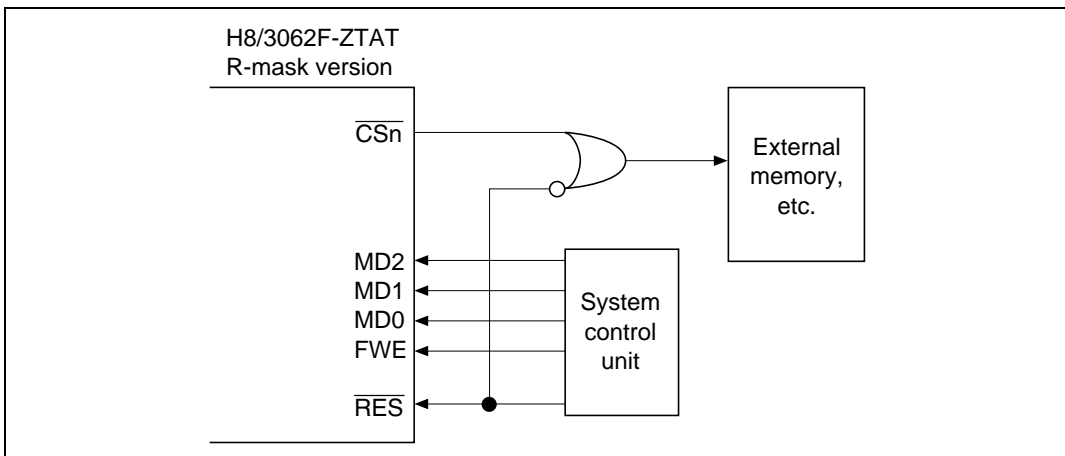 H8/3062F-ZTAT
R-mask version
CSn
External
memory,
etc.
MD2
MD1
MD0
FWE
RES
System
control
unit